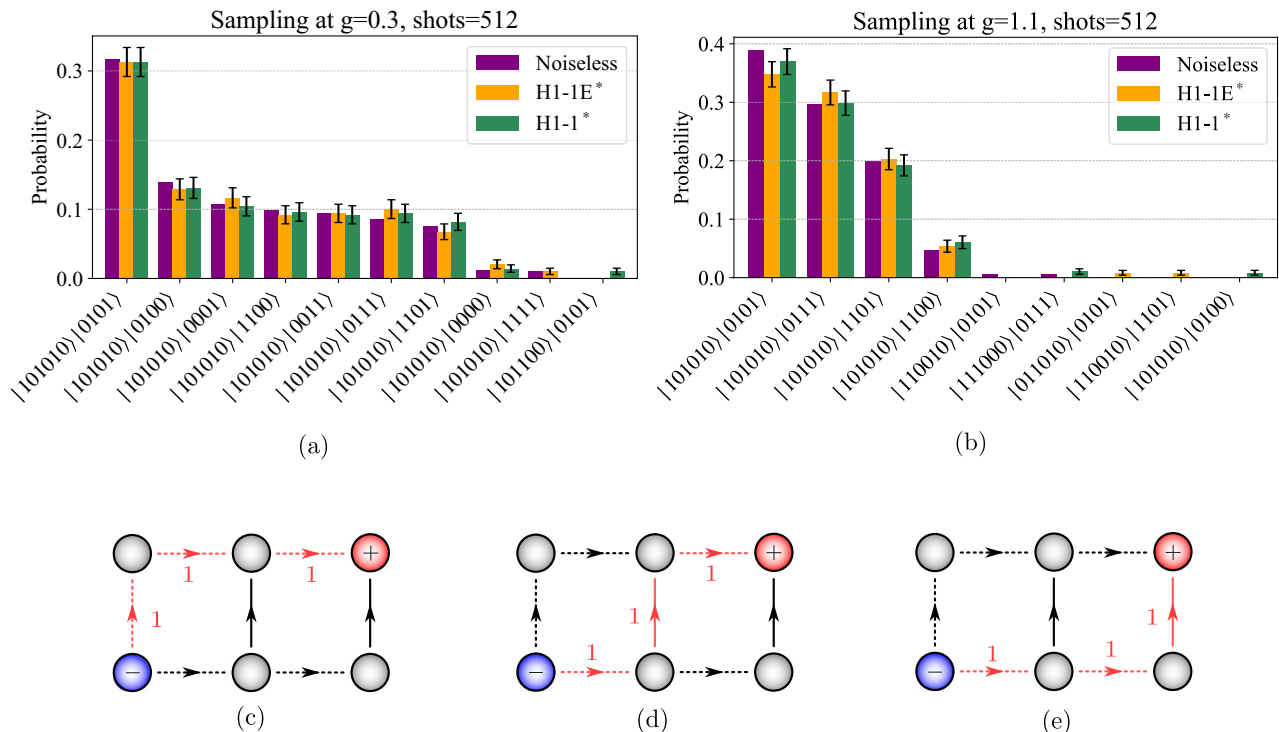 Sampling at g=0.3, shots=512
Probability
0.3
0.2
0.1
0.0
Noiseless
H1-1E*
H1-1*
|101010⟩|0101⟩
|101010⟩|0100⟩
|101010⟩|0001⟩
|101010⟩|1100⟩
|101010⟩|0011⟩
|101010⟩|0111⟩
|101010⟩|1101⟩
|101010⟩|0000⟩
|101010⟩|1111⟩
|101100⟩|0101⟩
(a)
Sampling at g=1.1, shots=512
Probability
0.4
0.3
0.2
0.1
0.0
Noiseless
H1-1E*
H1-1*
|101010⟩|0101⟩
|101010⟩|0111⟩
|101010⟩|1101⟩
|101010⟩|1100⟩
|110010⟩|0101⟩
|111000⟩|0111⟩
|011010⟩|0101⟩
|110010⟩|1101⟩
|101010⟩|0100⟩
(b)
+
1
1
1
−
(c)
+
1
1
1
−
(d)
+
1
1
1
−
(e)